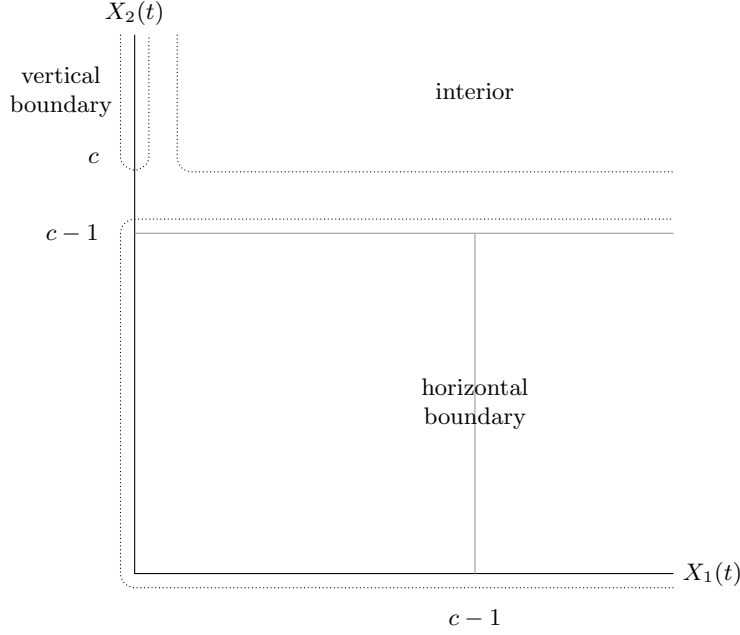 X₂(t)
vertical
boundary
interior
c
c − 1
horizontal
boundary
X₁(t)
c − 1